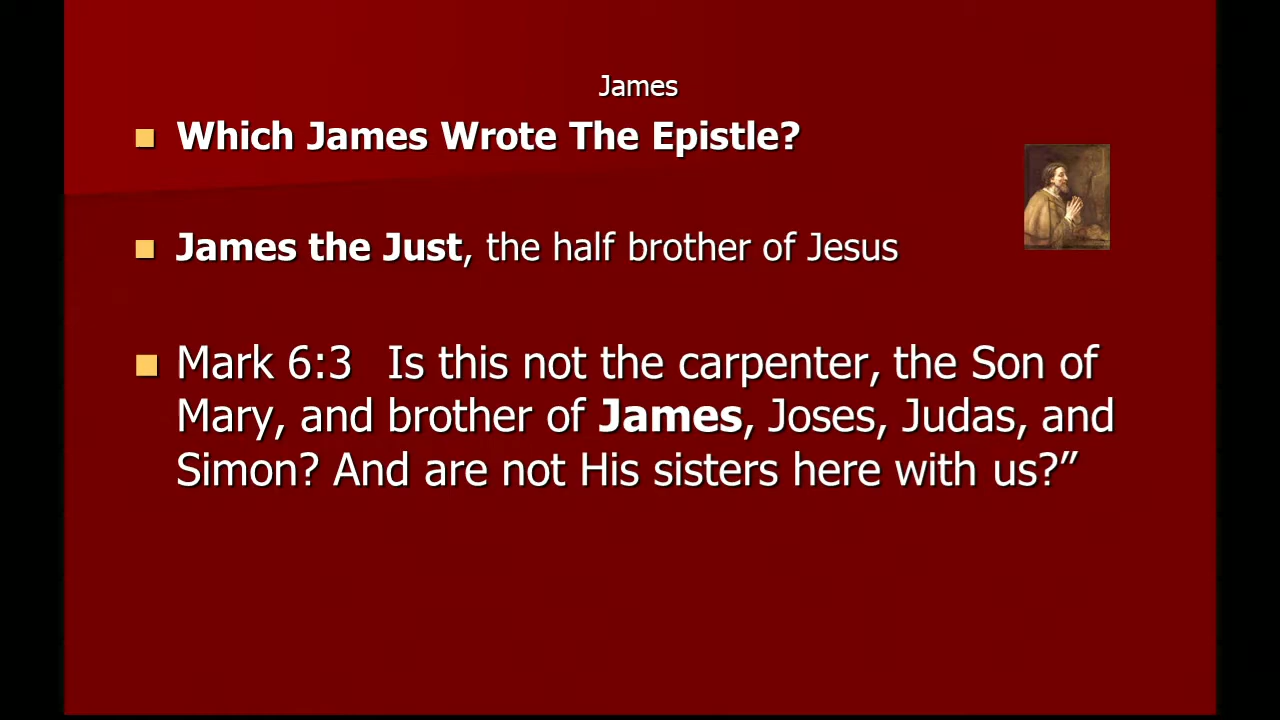 James
Which James Wrote The Epistle?
James the Just, the half brother of Jesus
Mark 6:3 Is this not the carpenter, the Son of
Mary, and brother of James, Joses, Judas, and
Simon? And are not His sisters here with us?”